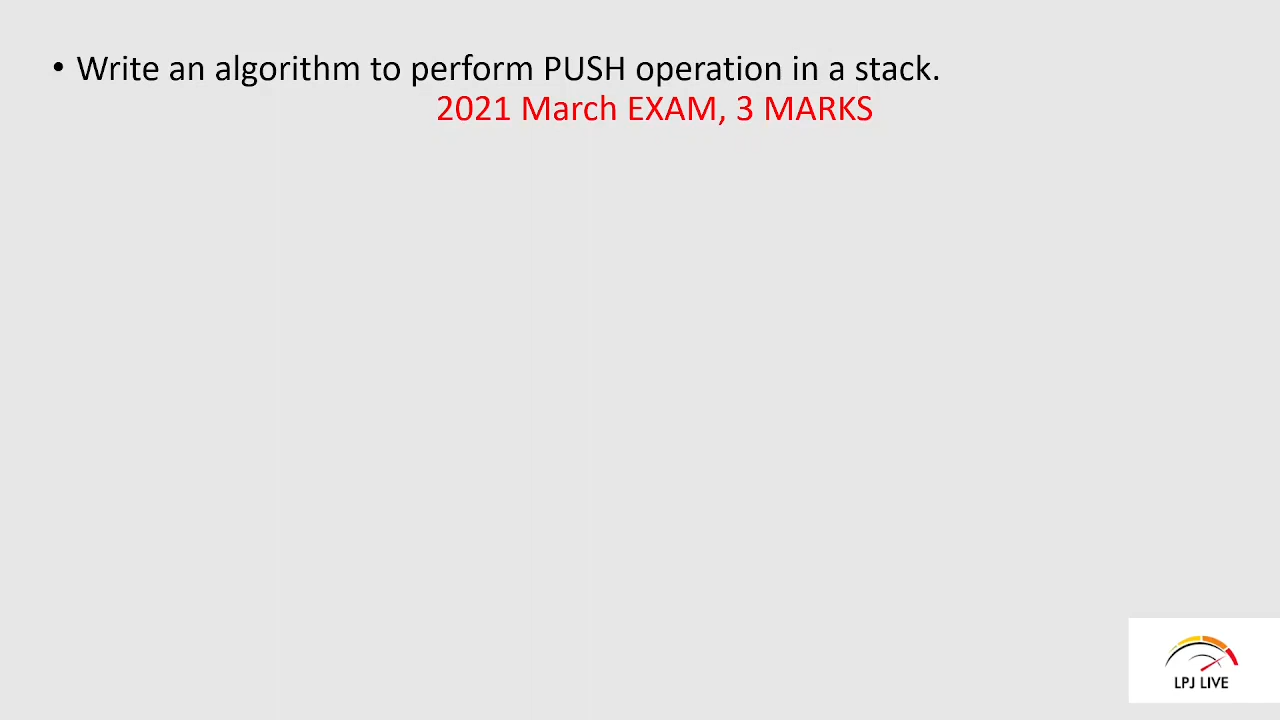 • Write an algorithm to perform PUSH operation in a stack.
2021 March EXAM, 3 MARKS
LPJ LIVE